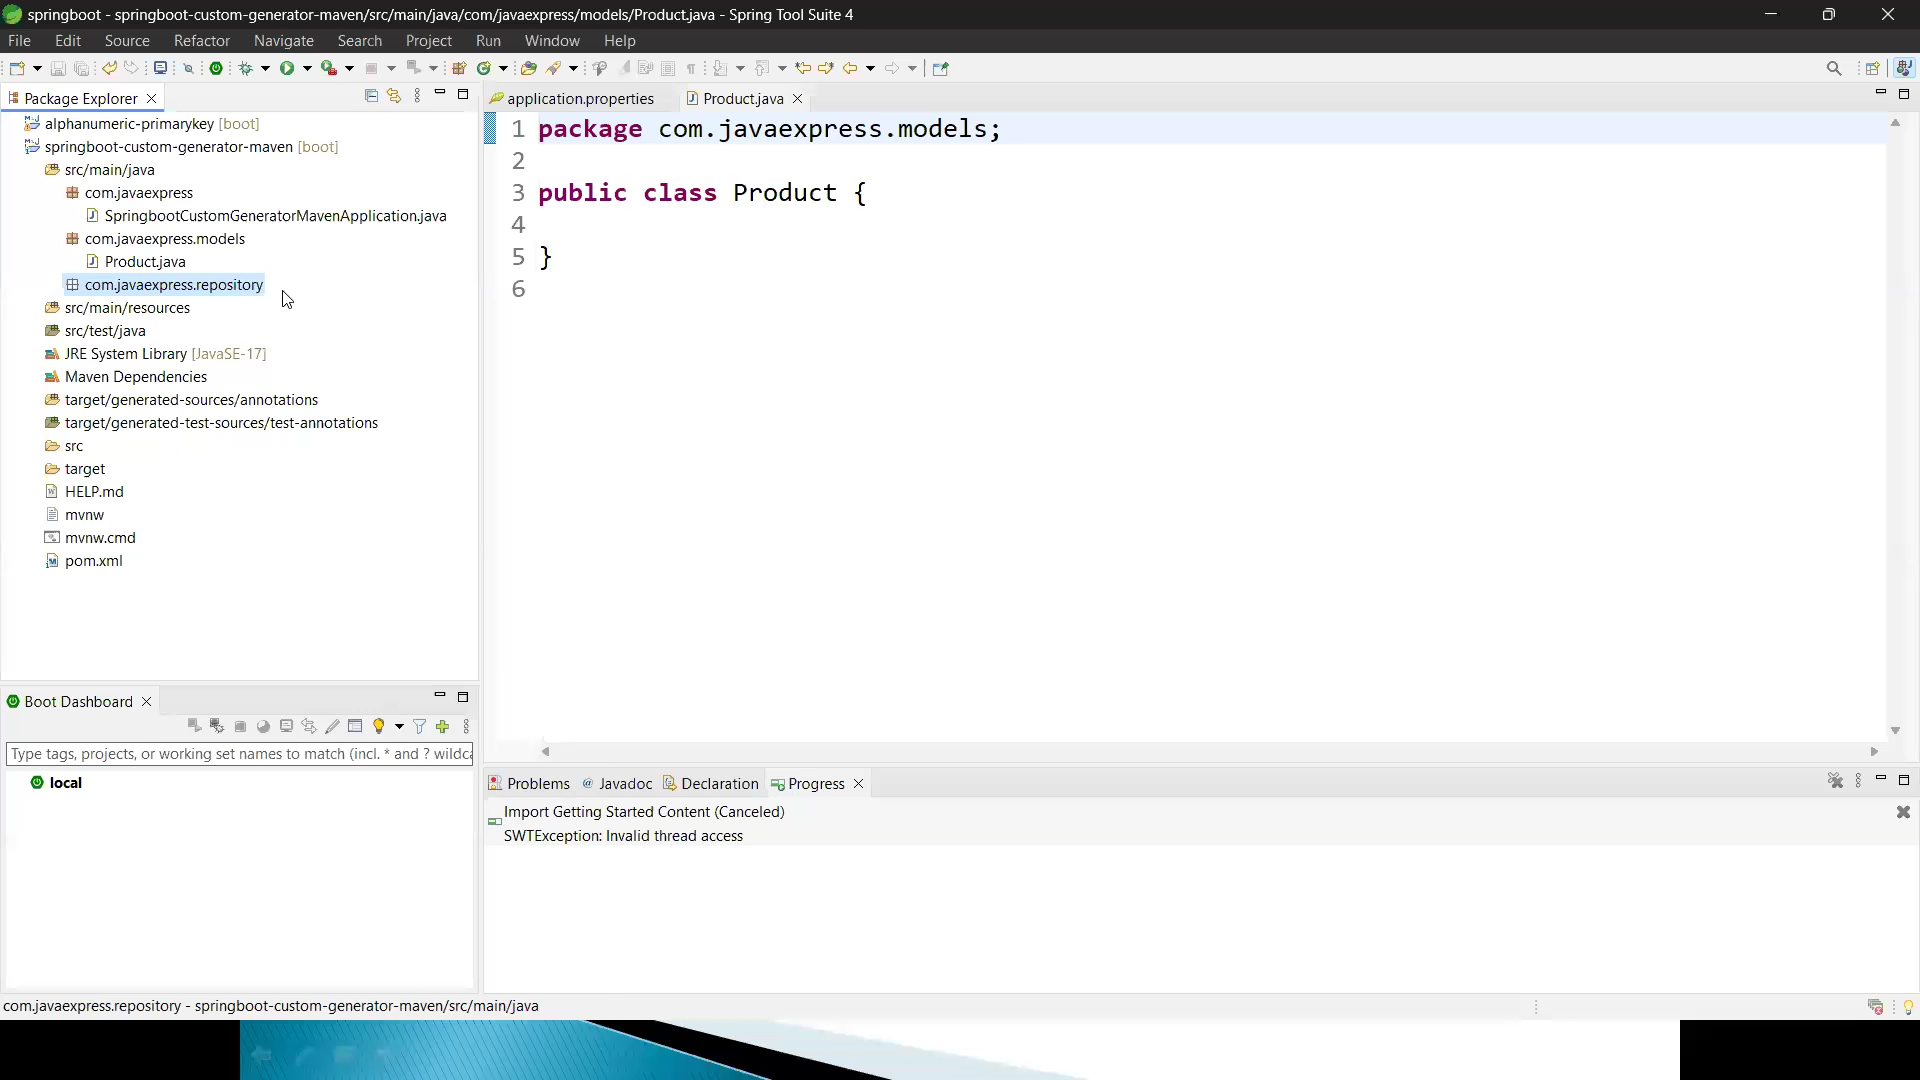 springboot - springboot-custom-generator-maven/src/main/java/com/javaexpress/models/Product.java - Spring Tool Suite 4
File Edit Source Refactor Navigate Search Project Run Window Help
Package Explorer
alphanumeric-primarykey [boot]
springboot-custom-generator-maven [boot]
src/main/java
com.javaexpress
SpringbootCustomGeneratorMavenApplication.java
com.javaexpress.models
Product.java
com.javaexpress.repository
src/main/resources
src/test/java
JRE System Library [JavaSE-17]
Maven Dependencies
target/generated-sources/annotations
target/generated-test-sources/test-annotations
src
target
HELP.md
mvnw
mvnw.cmd
pom.xml
application.properties Product.java
1 package com.javaexpress.models;
2
3 public class Product {
4
5 }
6
Boot Dashboard
Type tags, projects, or working set names to match (incl. * and ? wildca
local
Problems @ Javadoc Declaration Progress
Import Getting Started Content (Canceled)
SWTException: Invalid thread access
com.javaexpress.repository - springboot-custom-generator-maven/src/main/java